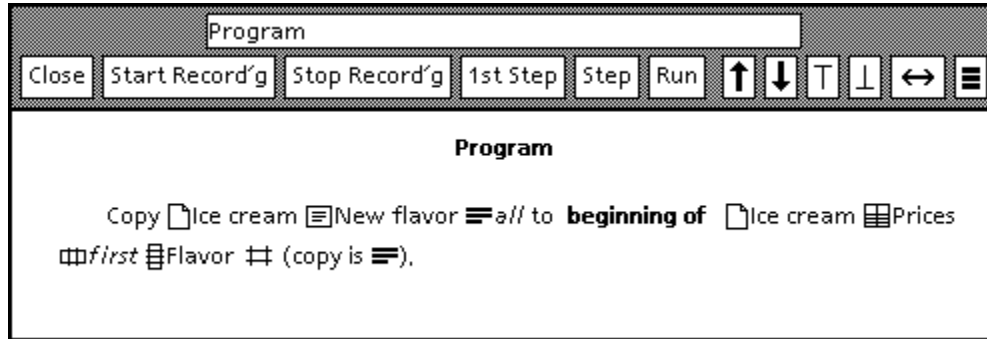 Program
Close Start Record´g Stop Record´g 1st Step Step Run
Program
Copy Ice cream New flavor all to beginning of Ice cream Prices
first Flavor (copy is ).